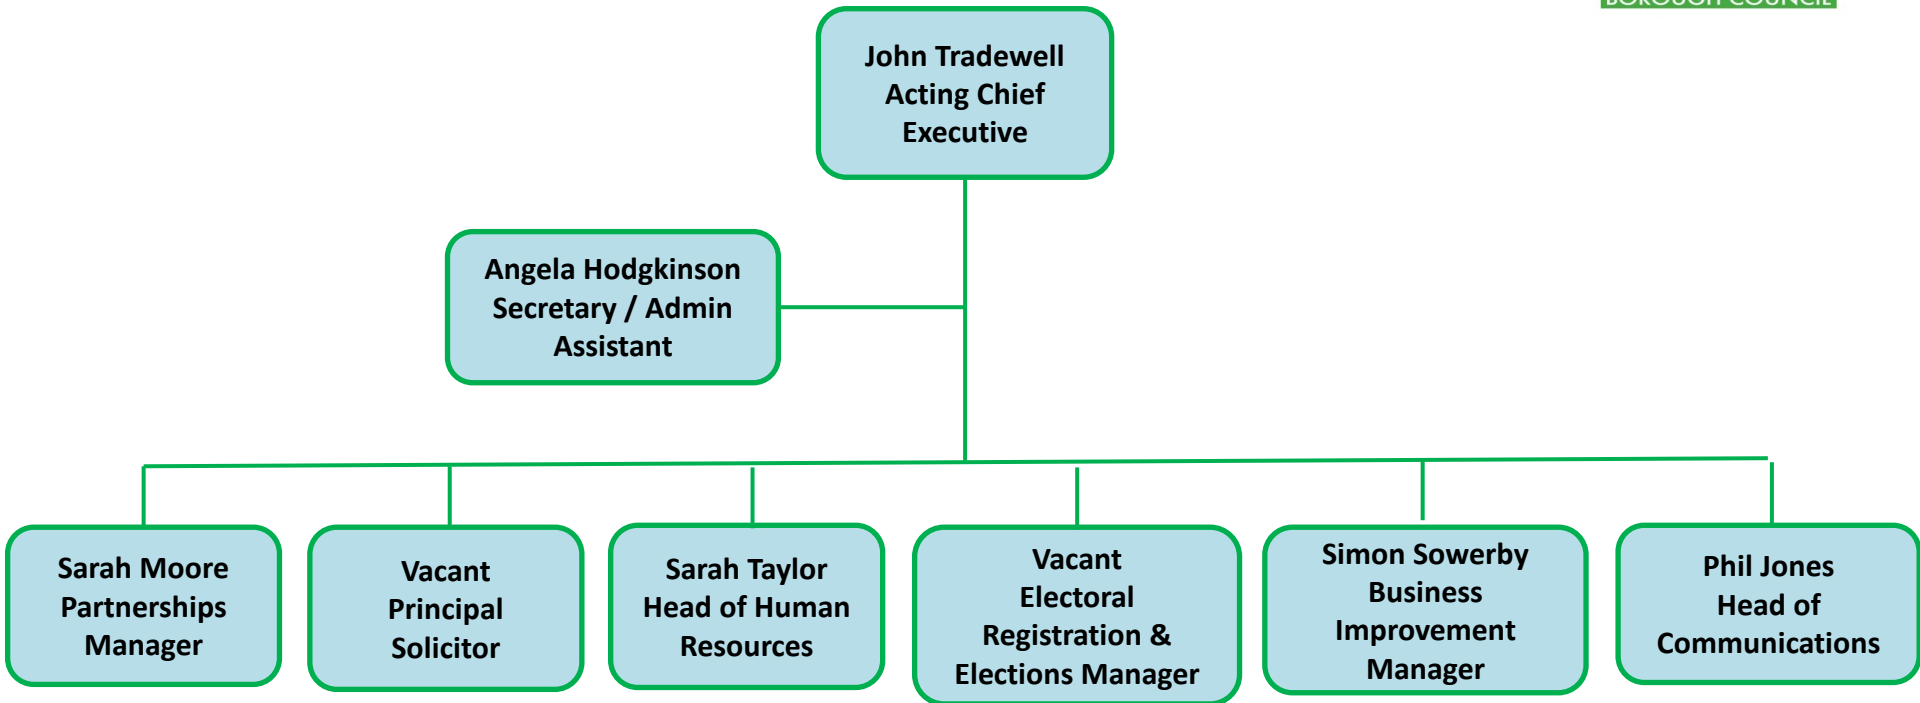 BOROUGH COUNCIL
John Tradewell
Acting Chief
Executive
Angela Hodgkinson
Secretary / Admin
Assistant
Sarah Moore
Partnerships
Manager
Vacant
Principal
Solicitor
Sarah Taylor
Head of Human
Resources
Vacant
Electoral
Registration &
Elections Manager
Simon Sowerby
Business
Improvement
Manager
Phil Jones
Head of
Communications